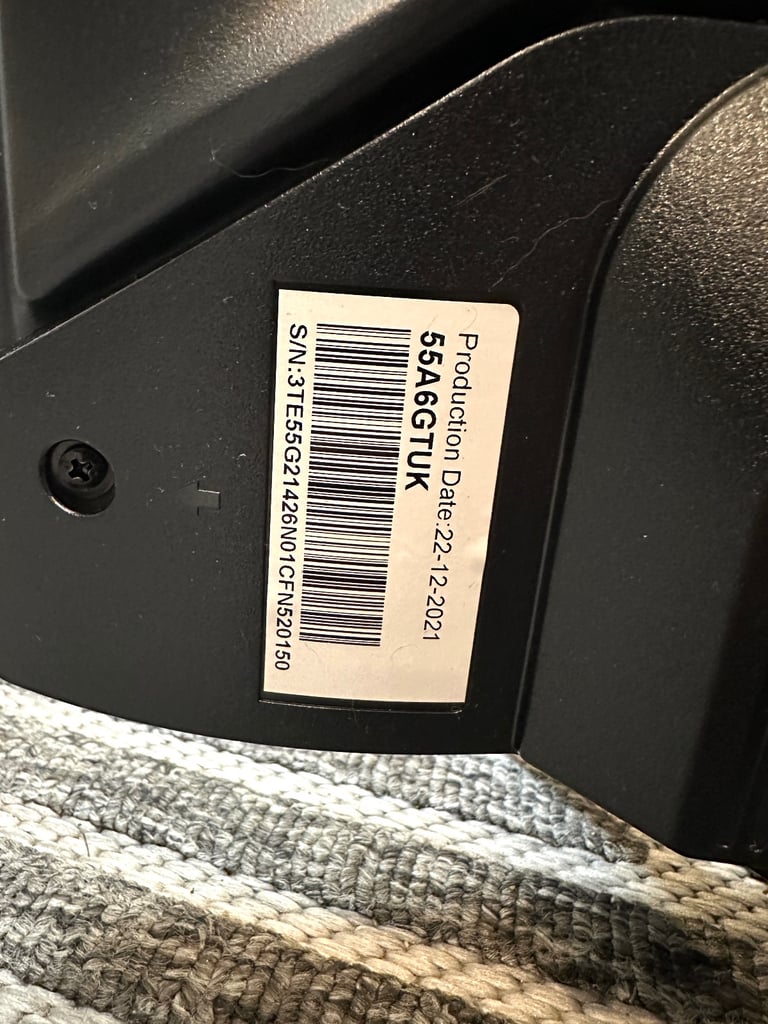 Production Date:22-12-2021
55A6GTUK
S/N:3TE55G21426N01CFN520150